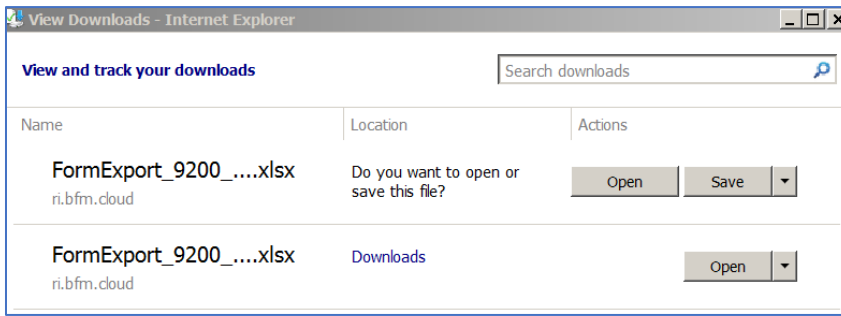 View Downloads - Internet Explorer
View and track your downloads
Search downloads
Name Location Actions
FormExport_9200_....xlsx
ri.bfm.cloud
Do you want to open or
save this file?
Open Save
FormExport_9200_....xlsx
ri.bfm.cloud
Downloads
Open